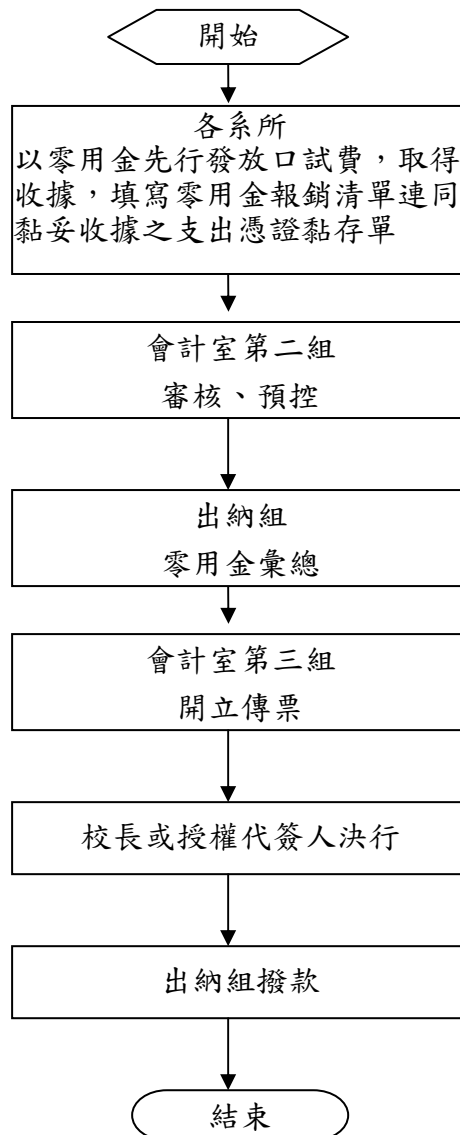 開始
各系所
以零用金先行發放口試費，取得
收據，填寫零用金報銷清單連同
黏妥收據之支出憑證黏存單
會計室第二組
審核、預控
出納組
零用金彙總
會計室第三組
開立傳票
校長或授權代簽人決行
出納組撥款
結束